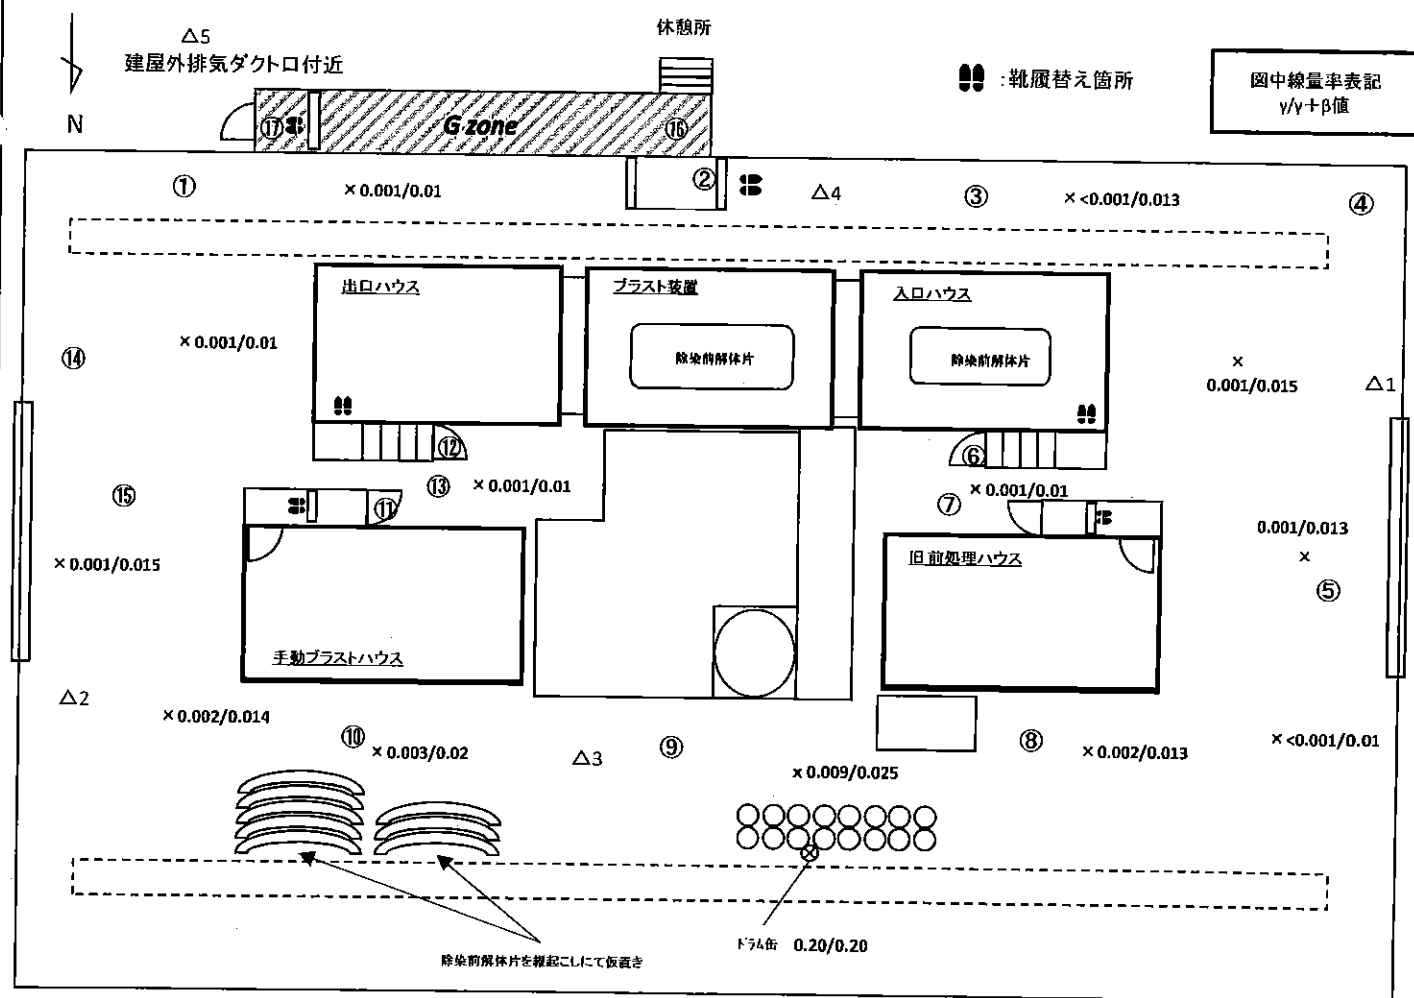 △5
建屋外排気ダクト口付近
休憩所
:靴履替え箇所
図中線量率表記
γ/γ+β値
N
⑰
G zone
⑯
①
× 0.001/0.01
②
△4
③
× <0.001/0.013
④
出口ハウス
ブラスト装置
入口ハウス
除染前解体片
除染前解体片
× 0.001/0.01
⑭
×
0.001/0.015
△1
⑫
⑥
⑬
× 0.001/0.01
× 0.001/0.01
⑮
⑪
⑦
0.001/0.013
×
× 0.001/0.015
旧前処理ハウス
⑤
手動ブラストハウス
△2
× 0.002/0.014
⑩
× 0.003/0.02
△3
⑨
⑧
× 0.002/0.013
× <0.001/0.01
× 0.009/0.025
ドラム缶 0.20/0.20
除染前解体片を縦起こしにて仮置き